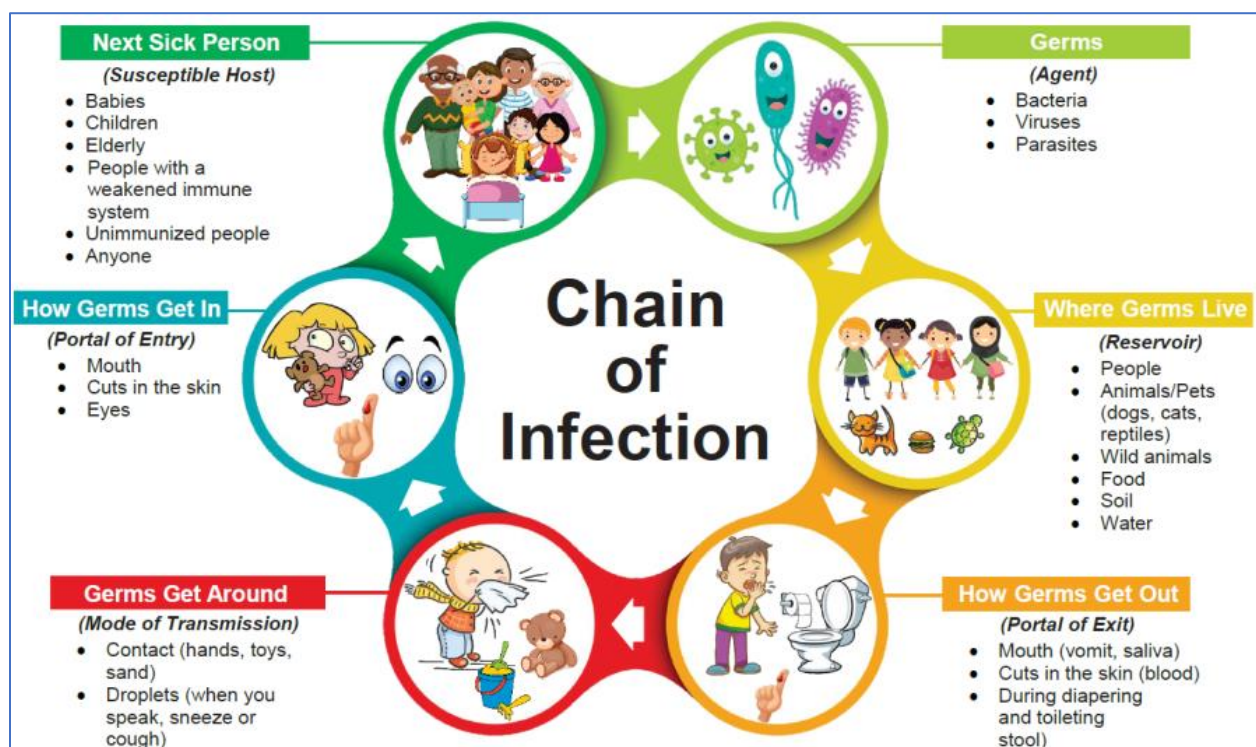 Next Sick Person
(Susceptible Host)
• Babies
• Children
• Elderly
• People with a
weakened immune
system
• Unimmunized people
• Anyone
Germs
(Agent)
• Bacteria
• Viruses
• Parasites
Chain
of
Infection
How Germs Get In
(Portal of Entry)
• Mouth
• Cuts in the skin
• Eyes
Where Germs Live
(Reservoir)
• People
• Animals/Pets
(dogs, cats,
reptiles)
• Wild animals
• Food
• Soil
• Water
Germs Get Around
(Mode of Transmission)
• Contact (hands, toys,
sand)
• Droplets (when you
speak, sneeze or
cough)
How Germs Get Out
(Portal of Exit)
• Mouth (vomit, saliva)
• Cuts in the skin (blood)
• During diapering
and toileting
stool)